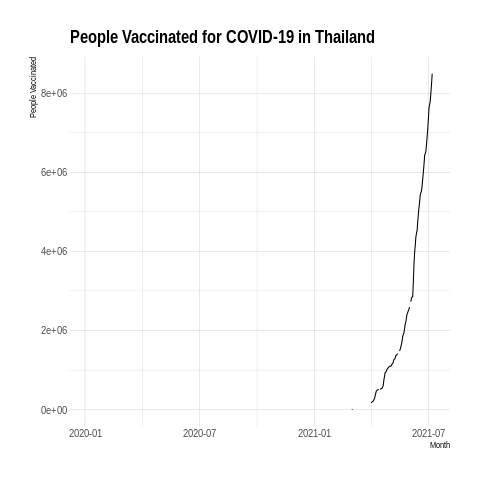 People Vaccinated for COVID-19 in Thailand
People Vaccinated
8e+06
6e+06
4e+06
2e+06
0e+00
2020-01 2020-07 2021-01 2021-07
Month